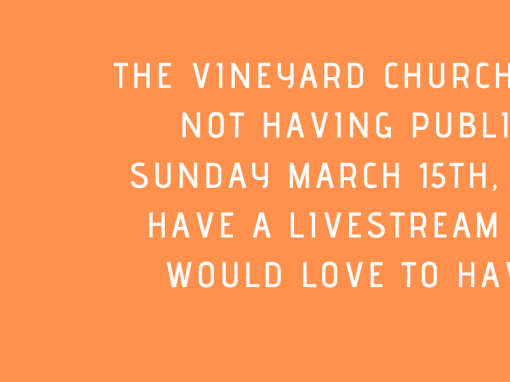 THE VINEYARD CHURCH
NOT HAVING
SUNDAY MARCH 15TH,
HAVE A LIVESTREAM
WOULD LOVE TO